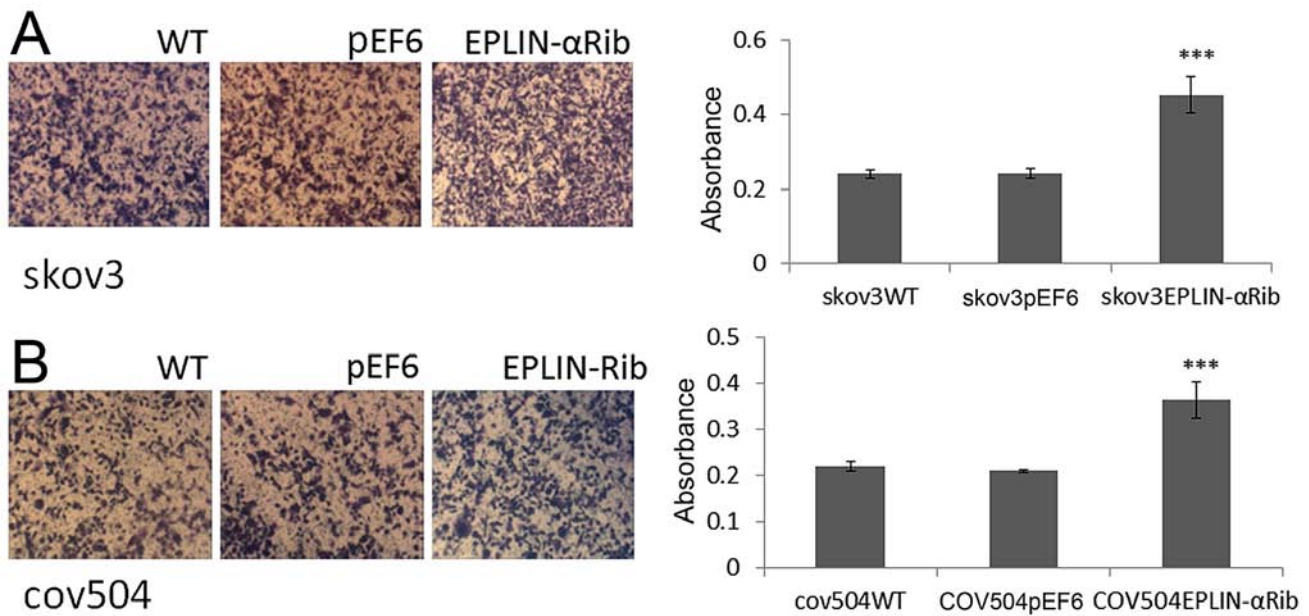 A
WT
pEF6
EPLIN-αRib
skov3
0.6
0.4
0.2
0
Absorbance
***
skov3WT
skov3pEF6
skov3EPLIN-αRib
B
WT
pEF6
EPLIN-Rib
cov504
0.5
0.4
0.3
0.2
0.1
0
Absorbance
***
cov504WT
COV504pEF6
COV504EPLIN-αRib